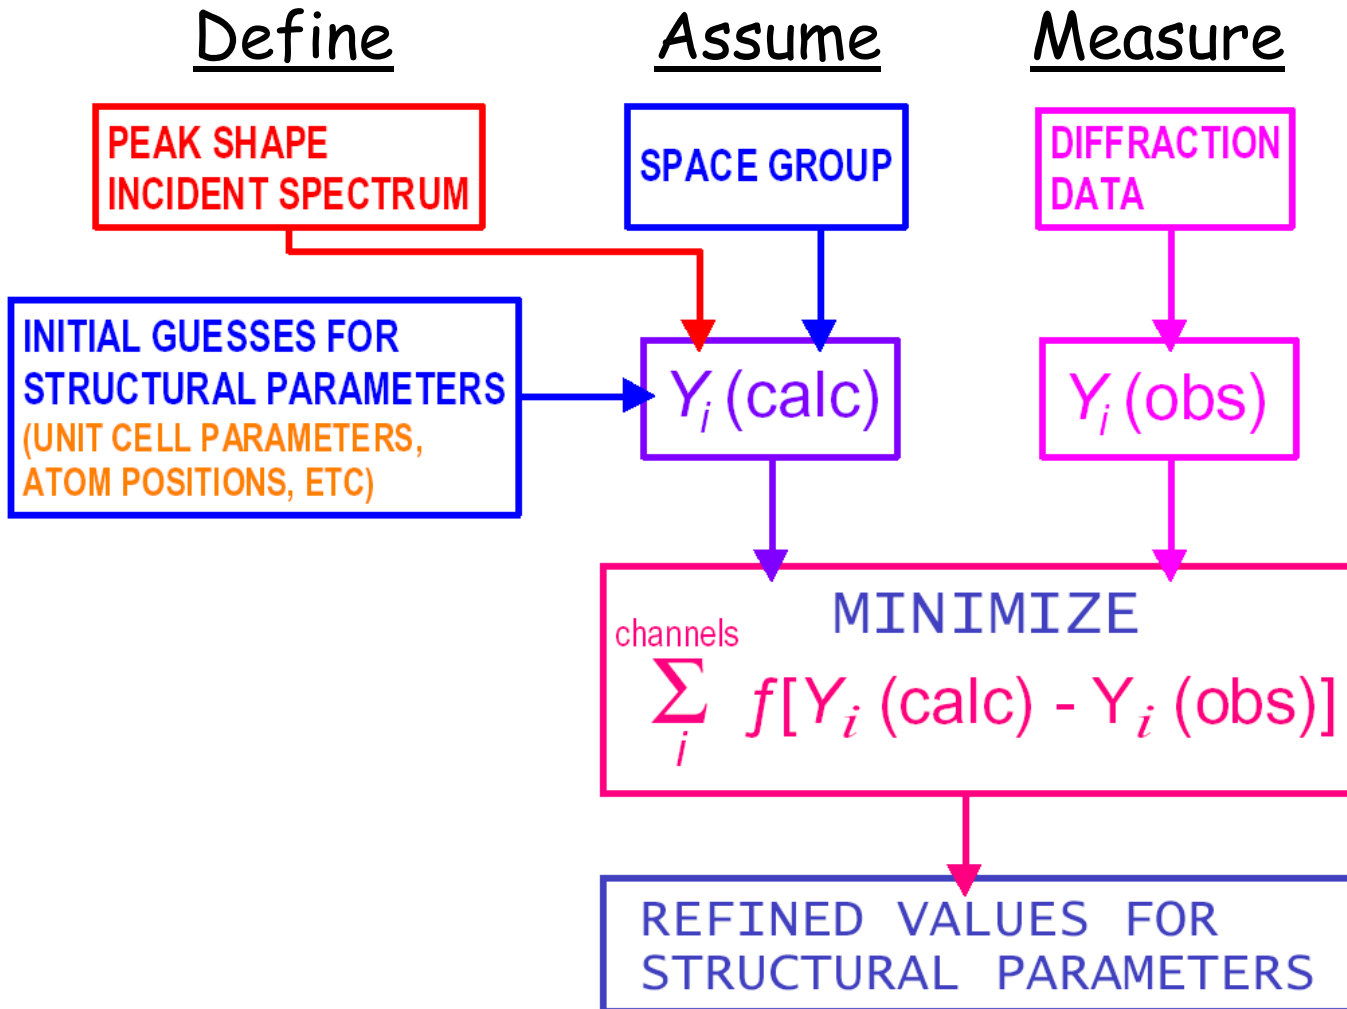 Define
Assume
Measure
PEAK SHAPE
INCIDENT SPECTRUM
SPACE GROUP
DIFFRACTION
DATA
INITIAL GUESSES FOR
STRUCTURAL PARAMETERS
(UNIT CELL PARAMETERS,
ATOM POSITIONS, ETC)
Yᵢ (calc)
Yᵢ (obs)
MINIMIZE
channels
Σ f[Yᵢ (calc) - Yᵢ (obs)]
i
REFINED VALUES FOR
STRUCTURAL PARAMETERS